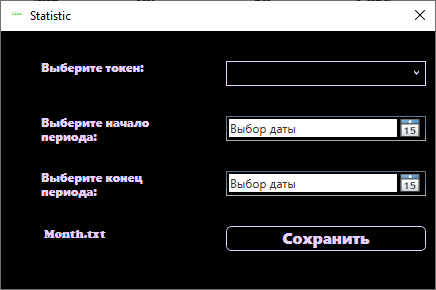 Statistic
Выберите токен:
Выберите начало
периода:
Выбор даты
15
Выберите конец
периода:
Выбор даты
15
Month.txt
Сохранить